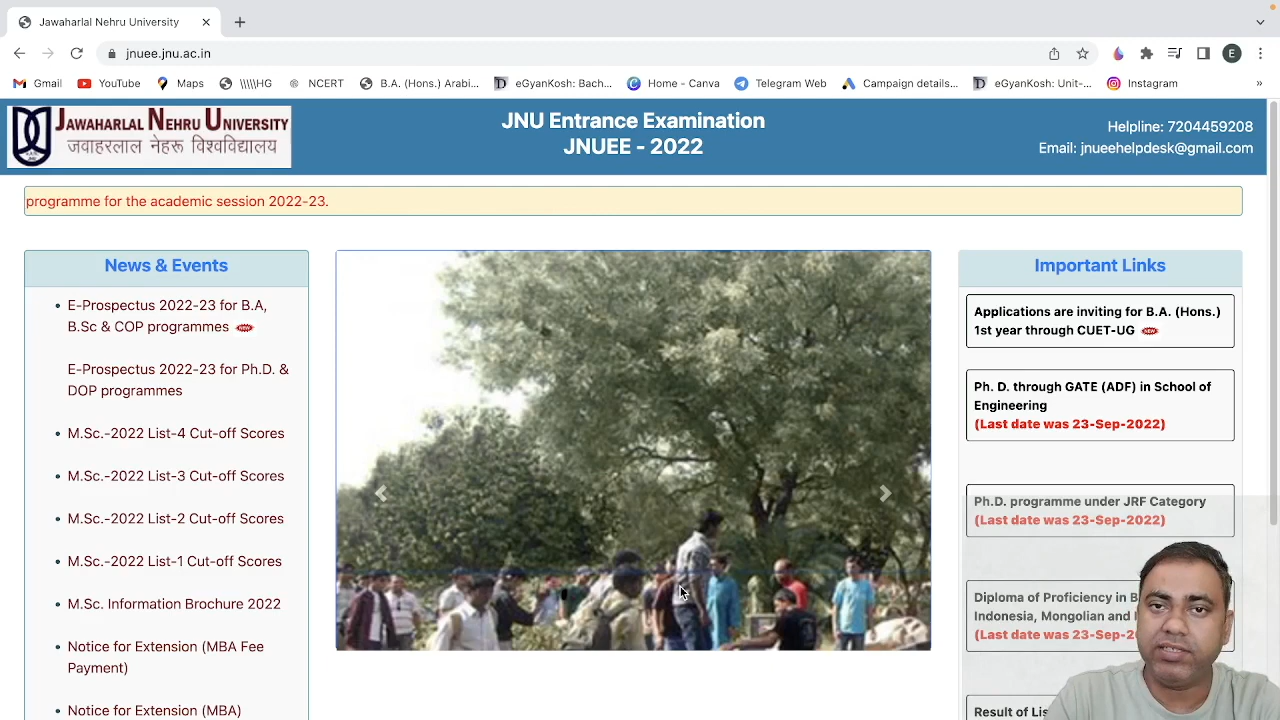 Jawaharlal Nehru University
jnuee.jnu.ac.in
E
Gmail
YouTube
Maps
\\\\\HG
NCERT
B.A. (Hons.) Arabi...
eGyanKosh: Bach...
Home - Canva
Telegram Web
Campaign details...
eGyanKosh: Unit-...
Instagram
»
JAWAHARLAL NEHRU UNIVERSITY
जवाहरलाल नेहरू विश्वविद्यालय
JNU Entrance Examination
JNUEE - 2022
Helpline: 7204459208
Email: jnueehelpdesk@gmail.com
programme for the academic session 2022-23.
News & Events
E-Prospectus 2022-23 for B.A,
B.Sc & COP programmes
E-Prospectus 2022-23 for Ph.D. &
DOP programmes
M.Sc.-2022 List-4 Cut-off Scores
M.Sc.-2022 List-3 Cut-off Scores
M.Sc.-2022 List-2 Cut-off Scores
M.Sc.-2022 List-1 Cut-off Scores
M.Sc. Information Brochure 2022
Notice for Extension (MBA Fee
Payment)
Notice for Extension (MBA)
Important Links
Applications are inviting for B.A. (Hons.)
1st year through CUET-UG NEW
Ph. D. through GATE (ADF) in School of
Engineering
(Last date was 23-Sep-2022)
Ph.D. programme under JRF Category
(Last date was 23-Sep-2022)
Diploma of Proficiency in B
Indonesia, Mongolian and
(Last date was 23-Sep-2
Result of Lis